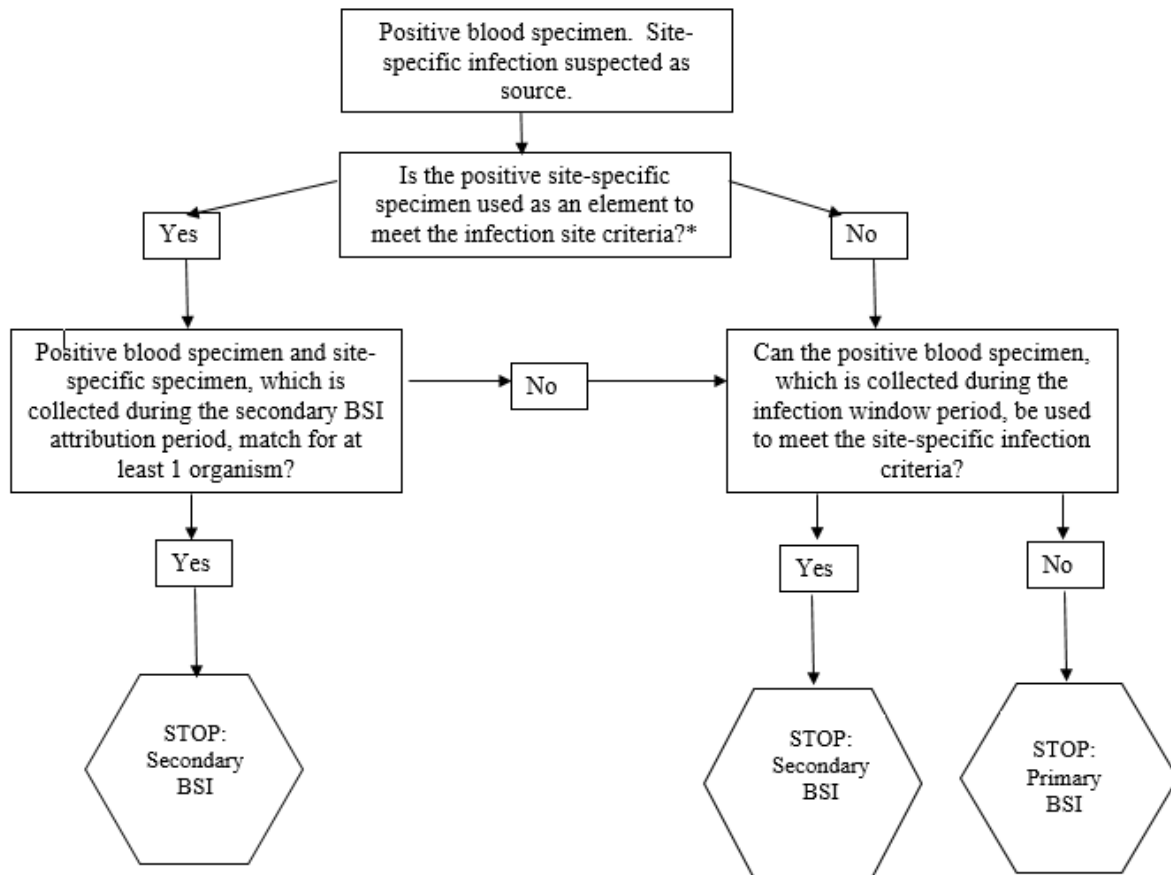 Positive blood specimen.  Site-
specific infection suspected as
source.
Is the positive site-specific
specimen used as an element to
meet the infection site criteria?*
Yes
No
Positive blood specimen and site-
specific specimen, which is
collected during the secondary BSI
attribution period, match for at
least 1 organism?
No
Can the positive blood specimen,
which is collected during the
infection window period, be used
to meet the site-specific infection
criteria?
Yes
Yes
No
STOP:
Secondary
BSI
STOP:
Secondary
BSI
STOP:
Primary
BSI